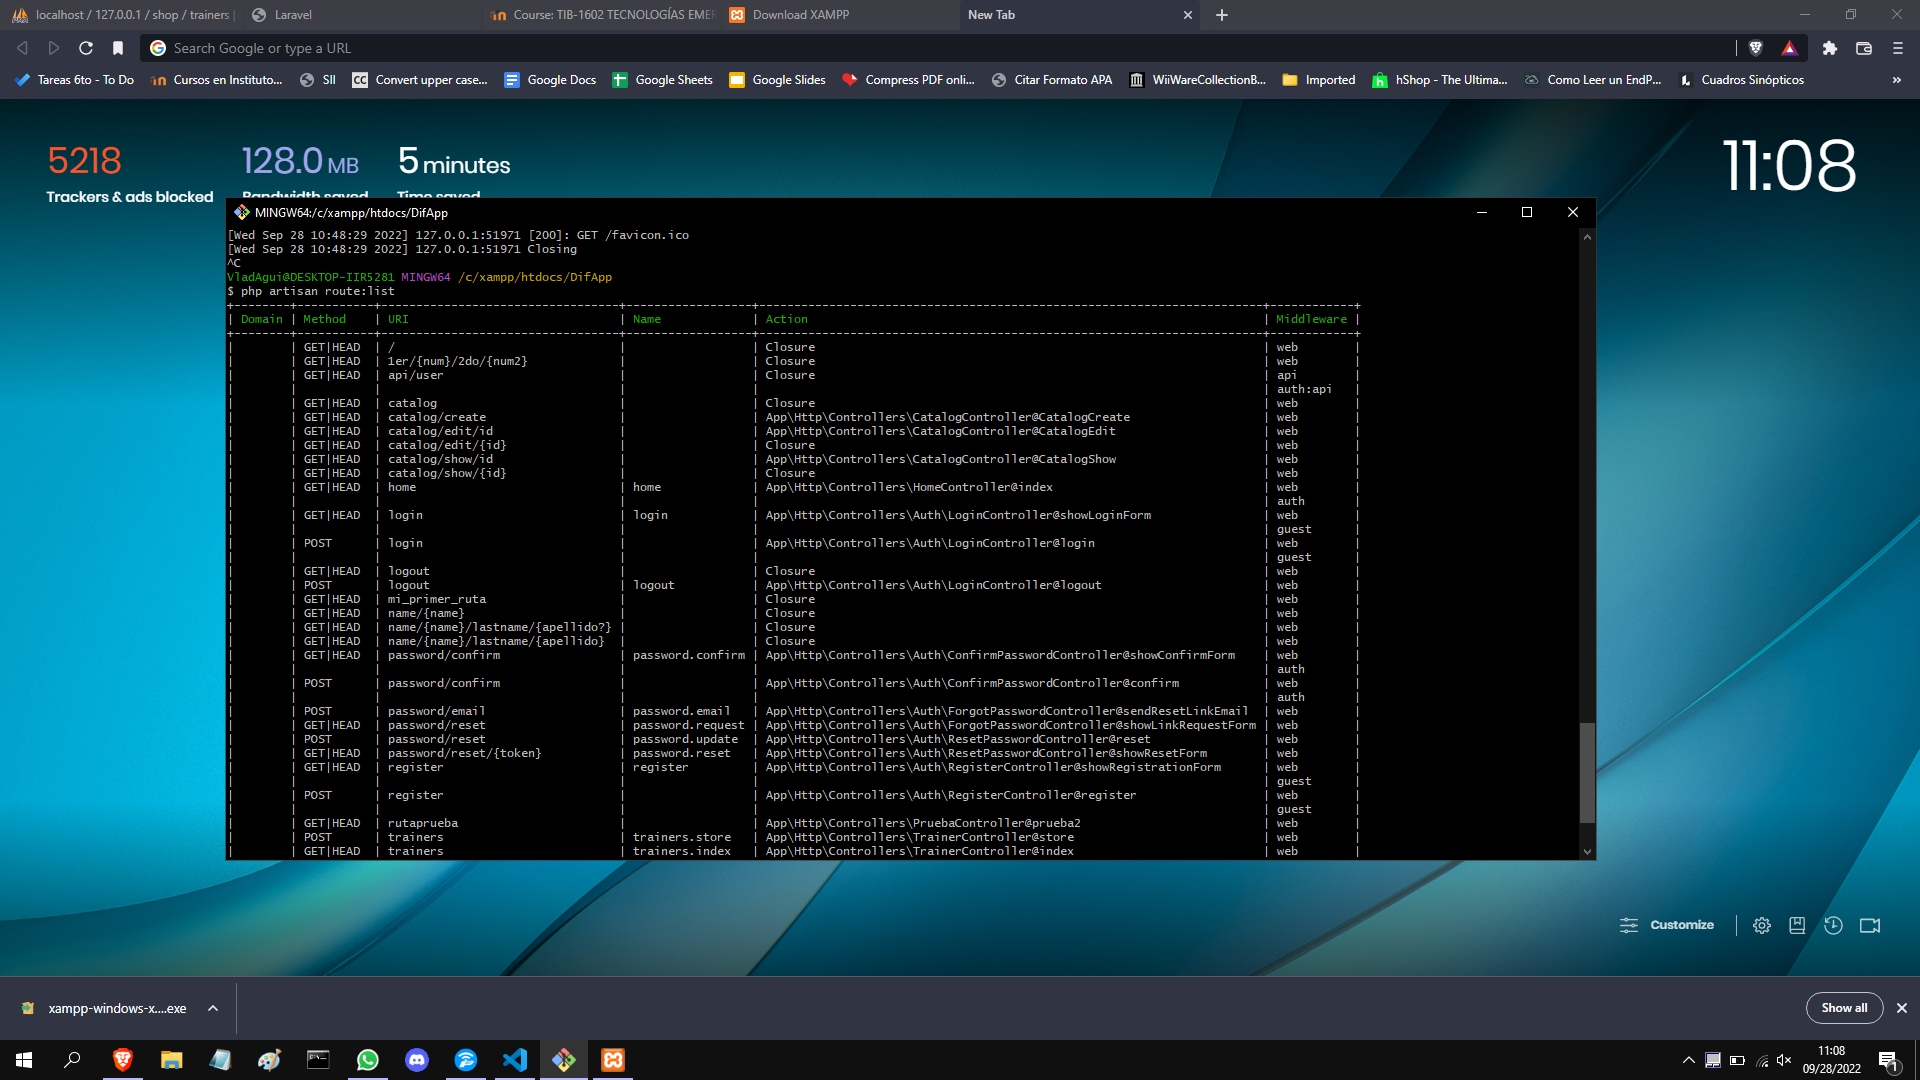 localhost / 127.0.0.1 / shop / trainers
Laravel
Course: TIB-1602 TECNOLOGÍAS EMER
Download XAMPP
New Tab
Search Google or type a URL
Tareas 6to - To Do
Cursos en Instituto...
SII
Convert upper case...
Google Docs
Google Sheets
Google Slides
Compress PDF onli...
Citar Formato APA
WiiWareCollectionB...
Imported
hShop - The Ultima...
Como Leer un EndP...
Cuadros Sinópticos
»
5218
Trackers & ads blocked
128.0 MB
Bandwidth saved
5 minutes
Time saved
11:08
MINGW64:/c/xampp/htdocs/DifApp
[Wed Sep 28 10:48:29 2022] 127.0.0.1:51971 [200]: GET /favicon.ico
[Wed Sep 28 10:48:29 2022] 127.0.0.1:51971 Closing
^C
VladAgui@DESKTOP-IIR5281 MINGW64 /c/xampp/htdocs/DifApp
$ php artisan route:list
| Domain | Method | URI | Name | Action | Middleware |
| | GET|HEAD | / | | Closure | web |
| | GET|HEAD | 1er/{num}/2do/{num2} | | Closure | web |
| | GET|HEAD | api/user | | Closure | api |
| | | | | | auth:api |
| | GET|HEAD | catalog | | Closure | web |
| | GET|HEAD | catalog/create | | App\Http\Controllers\CatalogController@CatalogCreate | web |
| | GET|HEAD | catalog/edit/id | | App\Http\Controllers\CatalogController@CatalogEdit | web |
| | GET|HEAD | catalog/edit/{id} | | Closure | web |
| | GET|HEAD | catalog/show/id | | App\Http\Controllers\CatalogController@CatalogShow | web |
| | GET|HEAD | catalog/show/{id} | | Closure | web |
| | GET|HEAD | home | home | App\Http\Controllers\HomeController@index | web |
| | | | | | auth |
| | GET|HEAD | login | login | App\Http\Controllers\Auth\LoginController@showLoginForm | web |
| | | | | | guest |
| | POST | login | | App\Http\Controllers\Auth\LoginController@login | web |
| | | | | | guest |
| | GET|HEAD | logout | | Closure | web |
| | POST | logout | logout | App\Http\Controllers\Auth\LoginController@logout | web |
| | GET|HEAD | mi_primer_ruta | | Closure | web |
| | GET|HEAD | name/{name} | | Closure | web |
| | GET|HEAD | name/{name}/lastname/{apellido?} | | Closure | web |
| | GET|HEAD | name/{name}/lastname/{apellido} | | Closure | web |
| | GET|HEAD | password/confirm | password.confirm | App\Http\Controllers\Auth\ConfirmPasswordController@showConfirmForm | web |
| | | | | | auth |
| | POST | password/confirm | | App\Http\Controllers\Auth\ConfirmPasswordController@confirm | web |
| | | | | | auth |
| | POST | password/email | password.email | App\Http\Controllers\Auth\ForgotPasswordController@sendResetLinkEmail | web |
| | GET|HEAD | password/reset | password.request | App\Http\Controllers\Auth\ForgotPasswordController@showLinkRequestForm | web |
| | POST | password/reset | password.update | App\Http\Controllers\Auth\ResetPasswordController@reset | web |
| | GET|HEAD | password/reset/{token} | password.reset | App\Http\Controllers\Auth\ResetPasswordController@showResetForm | web |
| | GET|HEAD | register | register | App\Http\Controllers\Auth\RegisterController@showRegistrationForm | web |
| | | | | | guest |
| | POST | register | | App\Http\Controllers\Auth\RegisterController@register | web |
| | | | | | guest |
| | GET|HEAD | rutaprueba | | App\Http\Controllers\PruebaController@prueba2 | web |
| | POST | trainers | trainers.store | App\Http\Controllers\TrainerController@store | web |
| | GET|HEAD | trainers | trainers.index | App\Http\Controllers\TrainerController@index | web |
Customize
xampp-windows-x....exe
Show all
11:08
09/28/2022
1